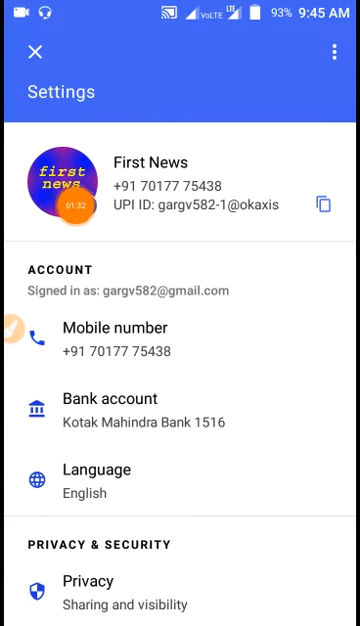 VoLTE LTE 93% 9:45 AM
Settings
first
news
01:32
First News
+91 70177 75438
UPI ID: gargv582-1@okaxis
ACCOUNT
Signed in as: gargv582@gmail.com
Mobile number
+91 70177 75438
Bank account
Kotak Mahindra Bank 1516
Language
English
PRIVACY & SECURITY
Privacy
Sharing and visibility